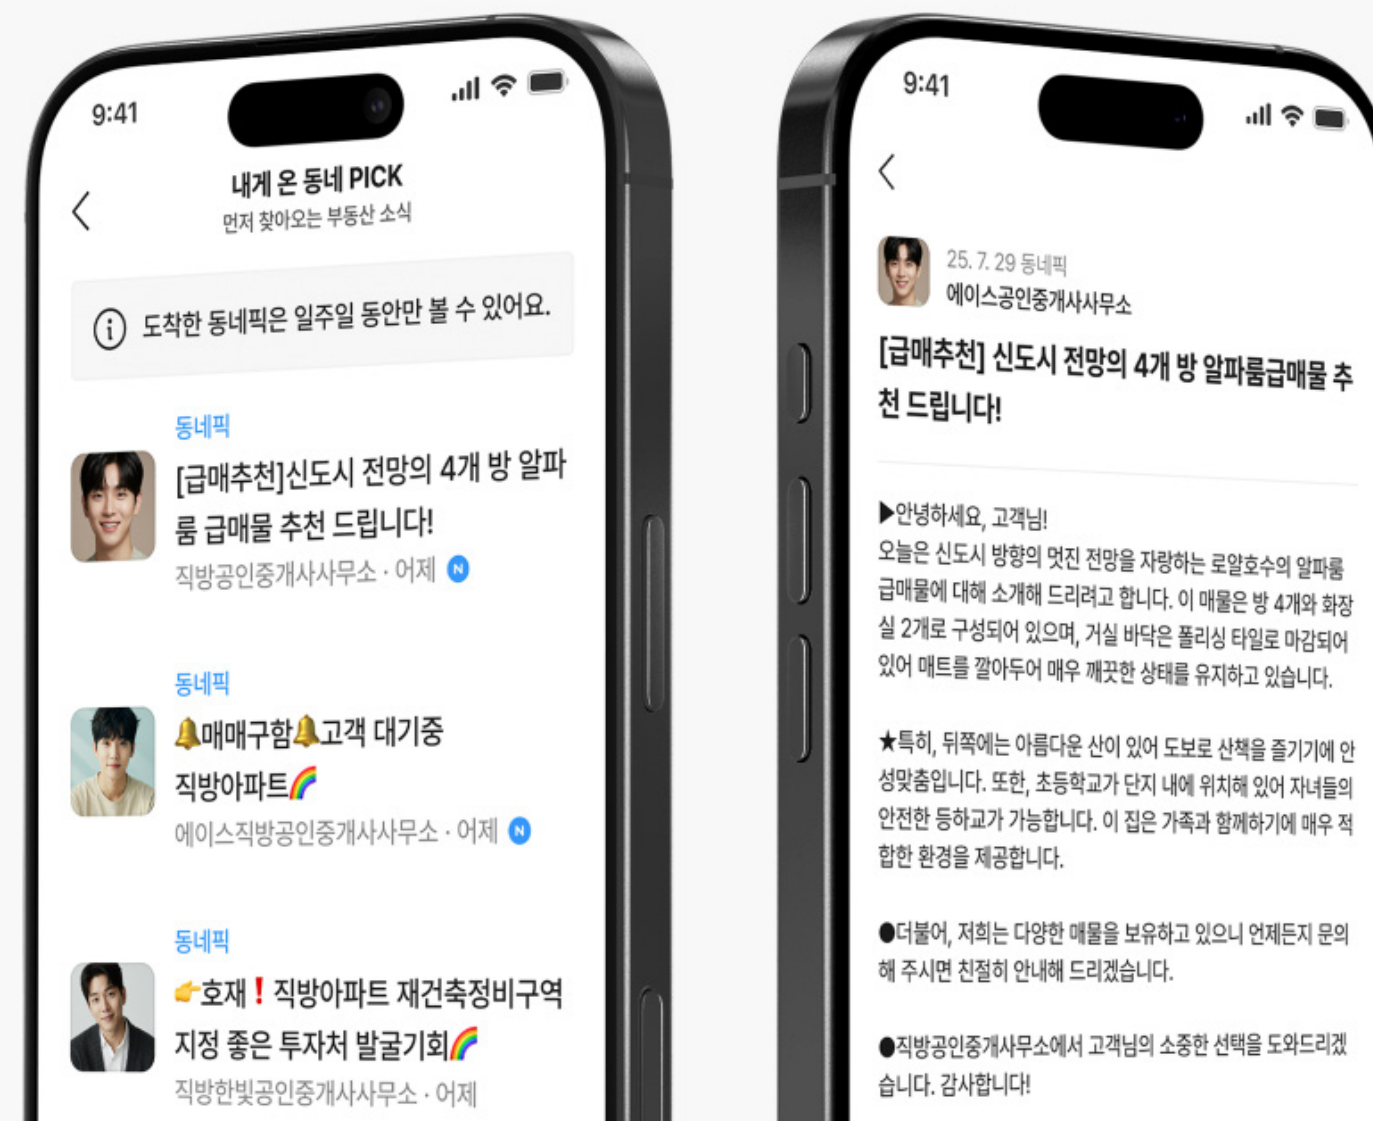 9:41
내게 온 동네 PICK
먼저 찾아오는 부동산 소식
도착한 동네픽은 일주일 동안만 볼 수 있어요.
동네픽
[급매추천]신도시 전망의 4개 방 알파
룸 급매물 추천 드립니다!
직방공인중개사사무소 · 어제 N
동네픽
🔔매매구함🔔고객 대기중
직방아파트🌈
에이스직방공인중개사사무소 · 어제 N
동네픽
👉호재❗직방아파트 재건축정비구역
지정 좋은 투자처 발굴기회🌈
직방한빛공인중개사사무소 · 어제
9:41
25. 7. 29 동네픽
에이스공인중개사사무소
[급매추천] 신도시 전망의 4개 방 알파룸급매물 추
천 드립니다!
▶안녕하세요, 고객님!
오늘은 신도시 방향의 멋진 전망을 자랑하는 로얄호수의 알파룸
급매물에 대해 소개해 드리려고 합니다. 이 매물은 방 4개와 화장
실 2개로 구성되어 있으며, 거실 바닥은 폴리싱 타일로 마감되어
있어 매트를 깔아두어 매우 깨끗한 상태를 유지하고 있습니다.
★특히, 뒤쪽에는 아름다운 산이 있어 도보로 산책을 즐기기에 안
성맞춤입니다. 또한, 초등학교가 단지 내에 위치해 있어 자녀들의
안전한 등하교가 가능합니다. 이 집은 가족과 함께하기에 매우 적
합한 환경을 제공합니다.
●더불어, 저희는 다양한 매물을 보유하고 있으니 언제든지 문의
해 주시면 친절히 안내해 드리겠습니다.
●직방공인중개사무소에서 고객님의 소중한 선택을 도와드리겠
습니다. 감사합니다!